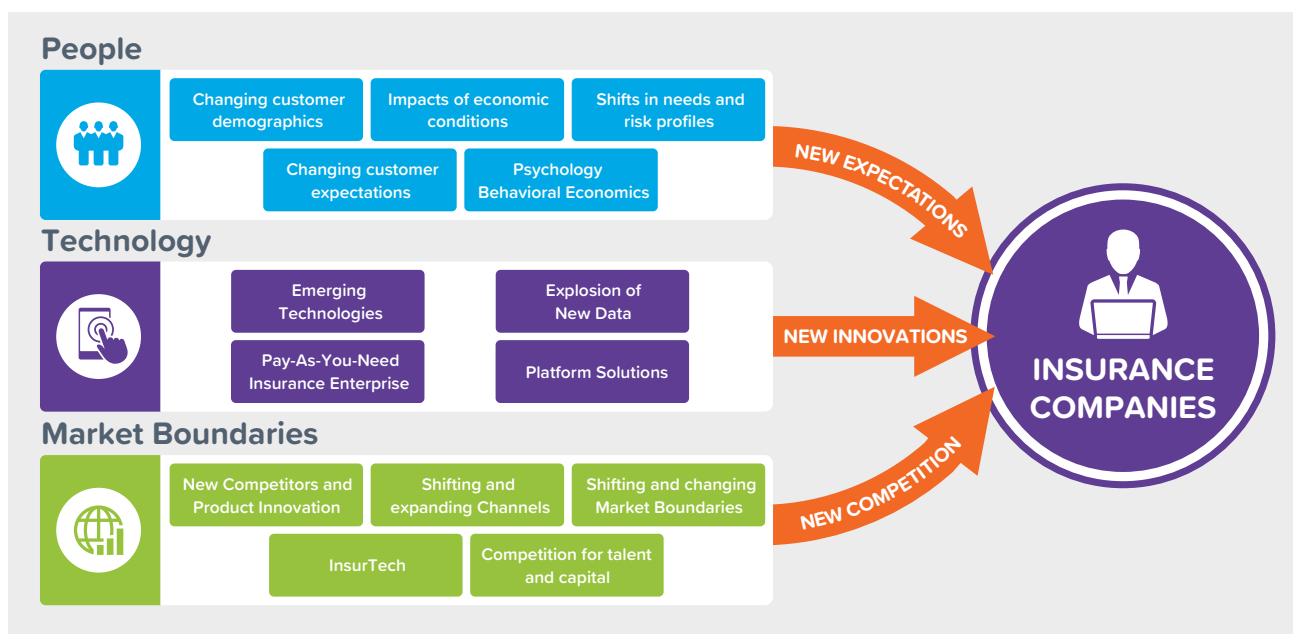 People
Changing customer
demographics
Impacts of economic
conditions
Shifts in needs and
risk profiles
Changing customer
expectations
Psychology
Behavioral Economics
NEW EXPECTATIONS
Technology
Emerging
Technologies
Explosion of
New Data
Pay-As-You-Need
Insurance Enterprise
Platform Solutions
NEW INNOVATIONS
INSURANCE
COMPANIES
Market Boundaries
New Competitors and
Product Innovation
Shifting and
expanding Channels
Shifting and changing
Market Boundaries
InsurTech
Competition for talent
and capital
NEW COMPETITION